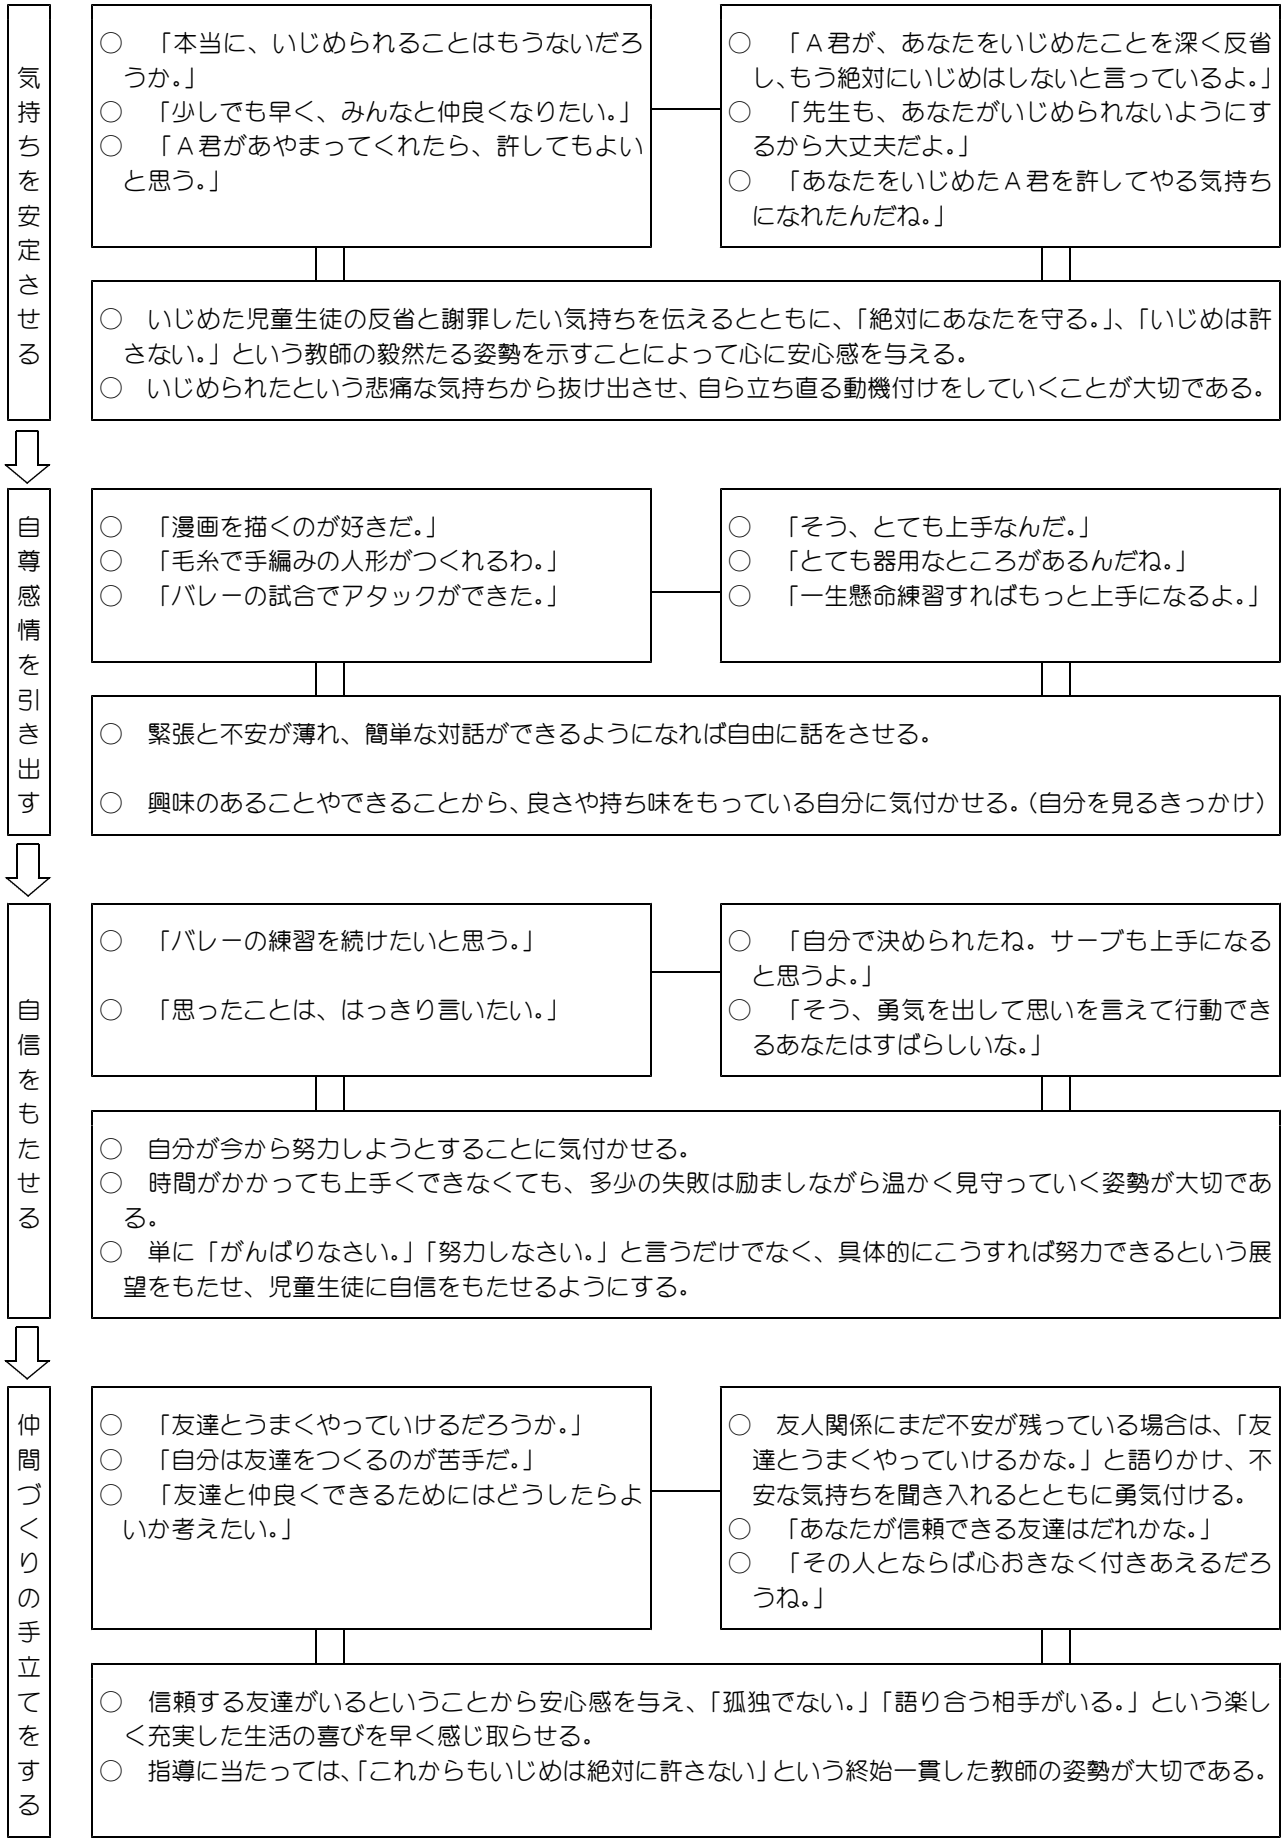 気持ちを安定させる
○　「本当に、いじめられることはもうないだろ
うか。」
○　「少しでも早く、みんなと仲良くなりたい。」
○　「Ａ君があやまってくれたら、許してもよい
と思う。」
○　「Ａ君が、あなたをいじめたことを深く反省
し、もう絶対にいじめはしないと言っているよ。」
○　「先生も、あなたがいじめられないようにす
るから大丈夫だよ。」
○　「あなたをいじめたＡ君を許してやる気持ち
になれたんだね。」
○　いじめた児童生徒の反省と謝罪したい気持ちを伝えるとともに、「絶対にあなたを守る。」、「いじめは許
さない。」という教師の毅然たる姿勢を示すことによって心に安心感を与える。
○　いじめられたという悲痛な気持ちから抜け出させ、自ら立ち直る動機付けをしていくことが大切である。
自尊感情を引き出す
○　「漫画を描くのが好きだ。」
○　「毛糸で手編みの人形がつくれるわ。」
○　「バレーの試合でアタックができた。」
○　「そう、とても上手なんだ。」
○　「とても器用なところがあるんだね。」
○　「一生懸命練習すればもっと上手になるよ。」
○　緊張と不安が薄れ、簡単な対話ができるようになれば自由に話をさせる。
○　興味のあることやできることから、良さや持ち味をもっている自分に気付かせる。（自分を見るきっかけ）
自信をもたせる
○　「バレーの練習を続けたいと思う。」
○　「思ったことは、はっきり言いたい。」
○　「自分で決められたね。サーブも上手になる
と思うよ。」
○　「そう、勇気を出して思いを言えて行動でき
るあなたはすばらしいな。」
○　自分が今から努力しようとすることに気付かせる。
○　時間がかかっても上手くできなくても、多少の失敗は励ましながら温かく見守っていく姿勢が大切であ
る。
○　単に「がんばりなさい。」「努力しなさい。」と言うだけでなく、具体的にこうすれば努力できるという展
望をもたせ、児童生徒に自信をもたせるようにする。
仲間づくりの手立てをする
○　「友達とうまくやっていけるだろうか。」
○　「自分は友達をつくるのが苦手だ。」
○　「友達と仲良くできるためにはどうしたらよ
いか考えたい。」
○　友人関係にまだ不安が残っている場合は、「友
達とうまくやっていけるかな。」と語りかけ、不
安な気持ちを聞き入れるとともに勇気付ける。
○　「あなたが信頼できる友達はだれかな。」
○　「その人とならば心おきなく付きあえるだろ
うね。」
○　信頼する友達がいるということから安心感を与え、「孤独でない。」「語り合う相手がいる。」という楽し
く充実した生活の喜びを早く感じ取らせる。
○　指導に当たっては、「これからもいじめは絶対に許さない」という終始一貫した教師の姿勢が大切である。